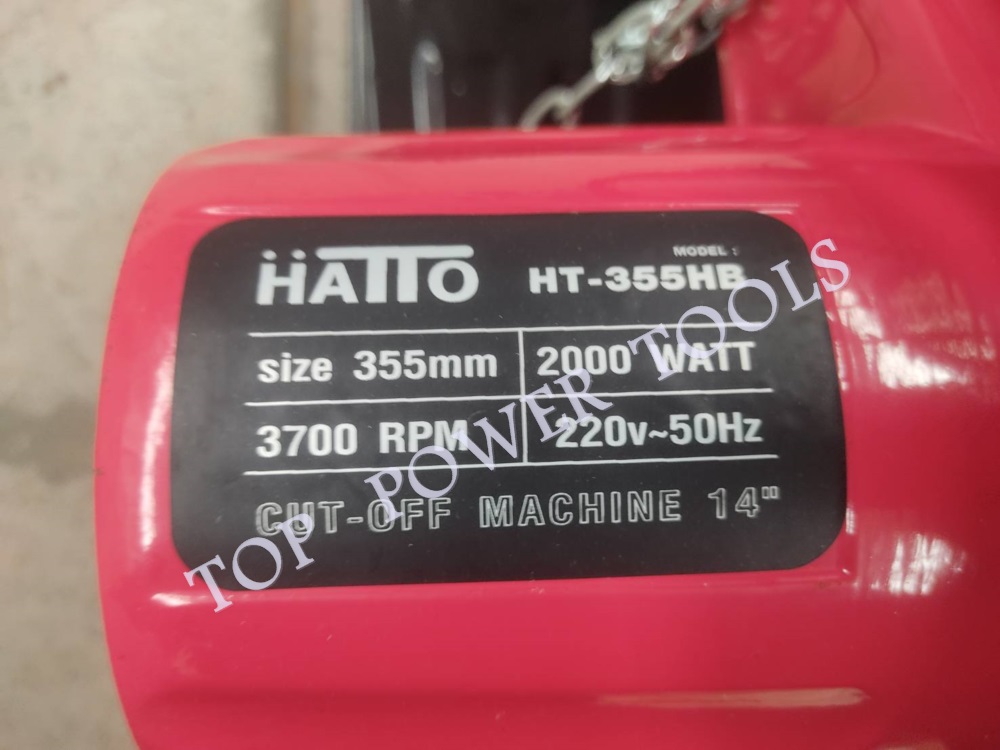 HATTO
MODEL :
HT-355HB
size 355mm
2000 WATT
3700 RPM
220v~50Hz
CUT-OFF MACHINE 14"
TOP POWER TOOLS